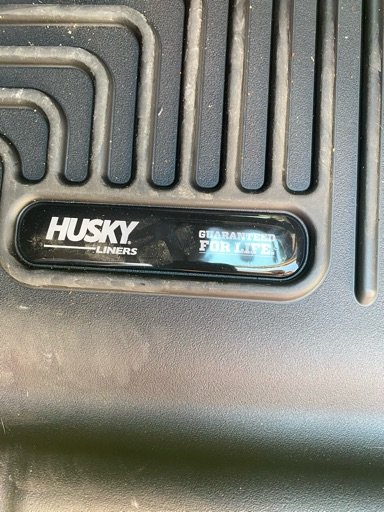 HUSKY®
LINERS
GUARANTEED
FOR LIFE.